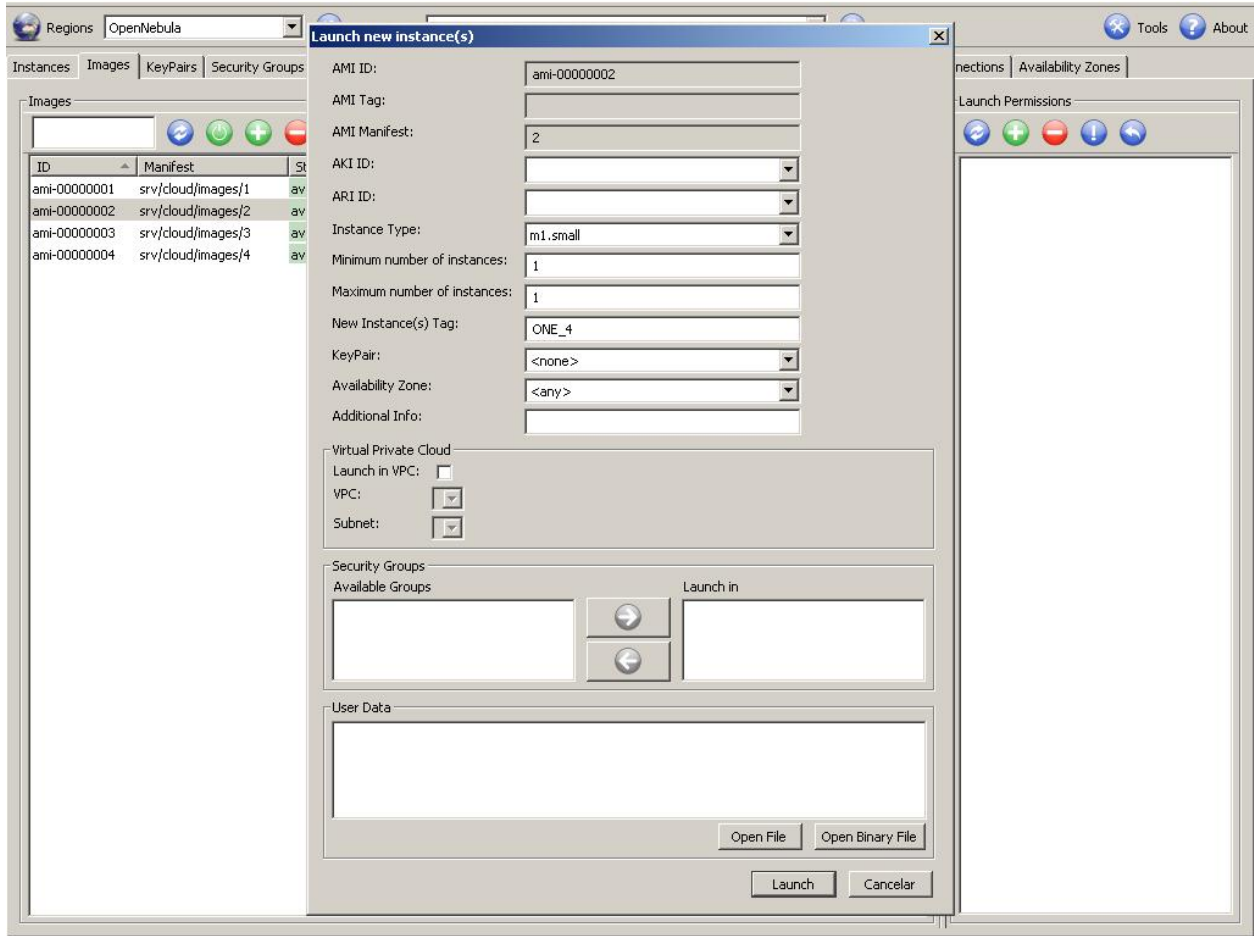 Regions OpenNebula Tools About
Launch new instance(s)
Instances Images KeyPairs Security Groups nections Availability Zones
Images
ID Manifest St
ami-00000001 srv/cloud/images/1 av
ami-00000002 srv/cloud/images/2 av
ami-00000003 srv/cloud/images/3 av
ami-00000004 srv/cloud/images/4 av
AMI ID: ami-00000002
AMI Tag:
AMI Manifest: 2
AKI ID:
ARI ID:
Instance Type: m1.small
Minimum number of instances: 1
Maximum number of instances: 1
New Instance(s) Tag: ONE_4
KeyPair: <none>
Availability Zone: <any>
Additional Info:
Virtual Private Cloud
Launch in VPC:
VPC:
Subnet:
Security Groups
Available Groups Launch in
User Data
Open File Open Binary File
Launch Cancelar
Launch Permissions